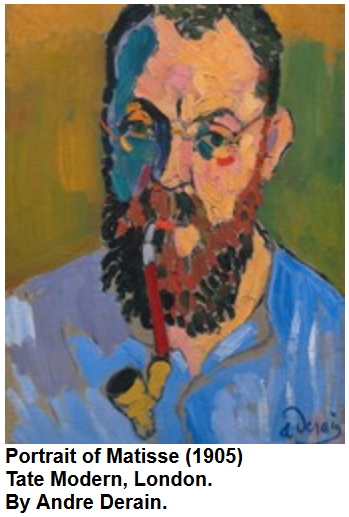 a Derain
Portrait of Matisse (1905)
Tate Modern, London.
By Andre Derain.